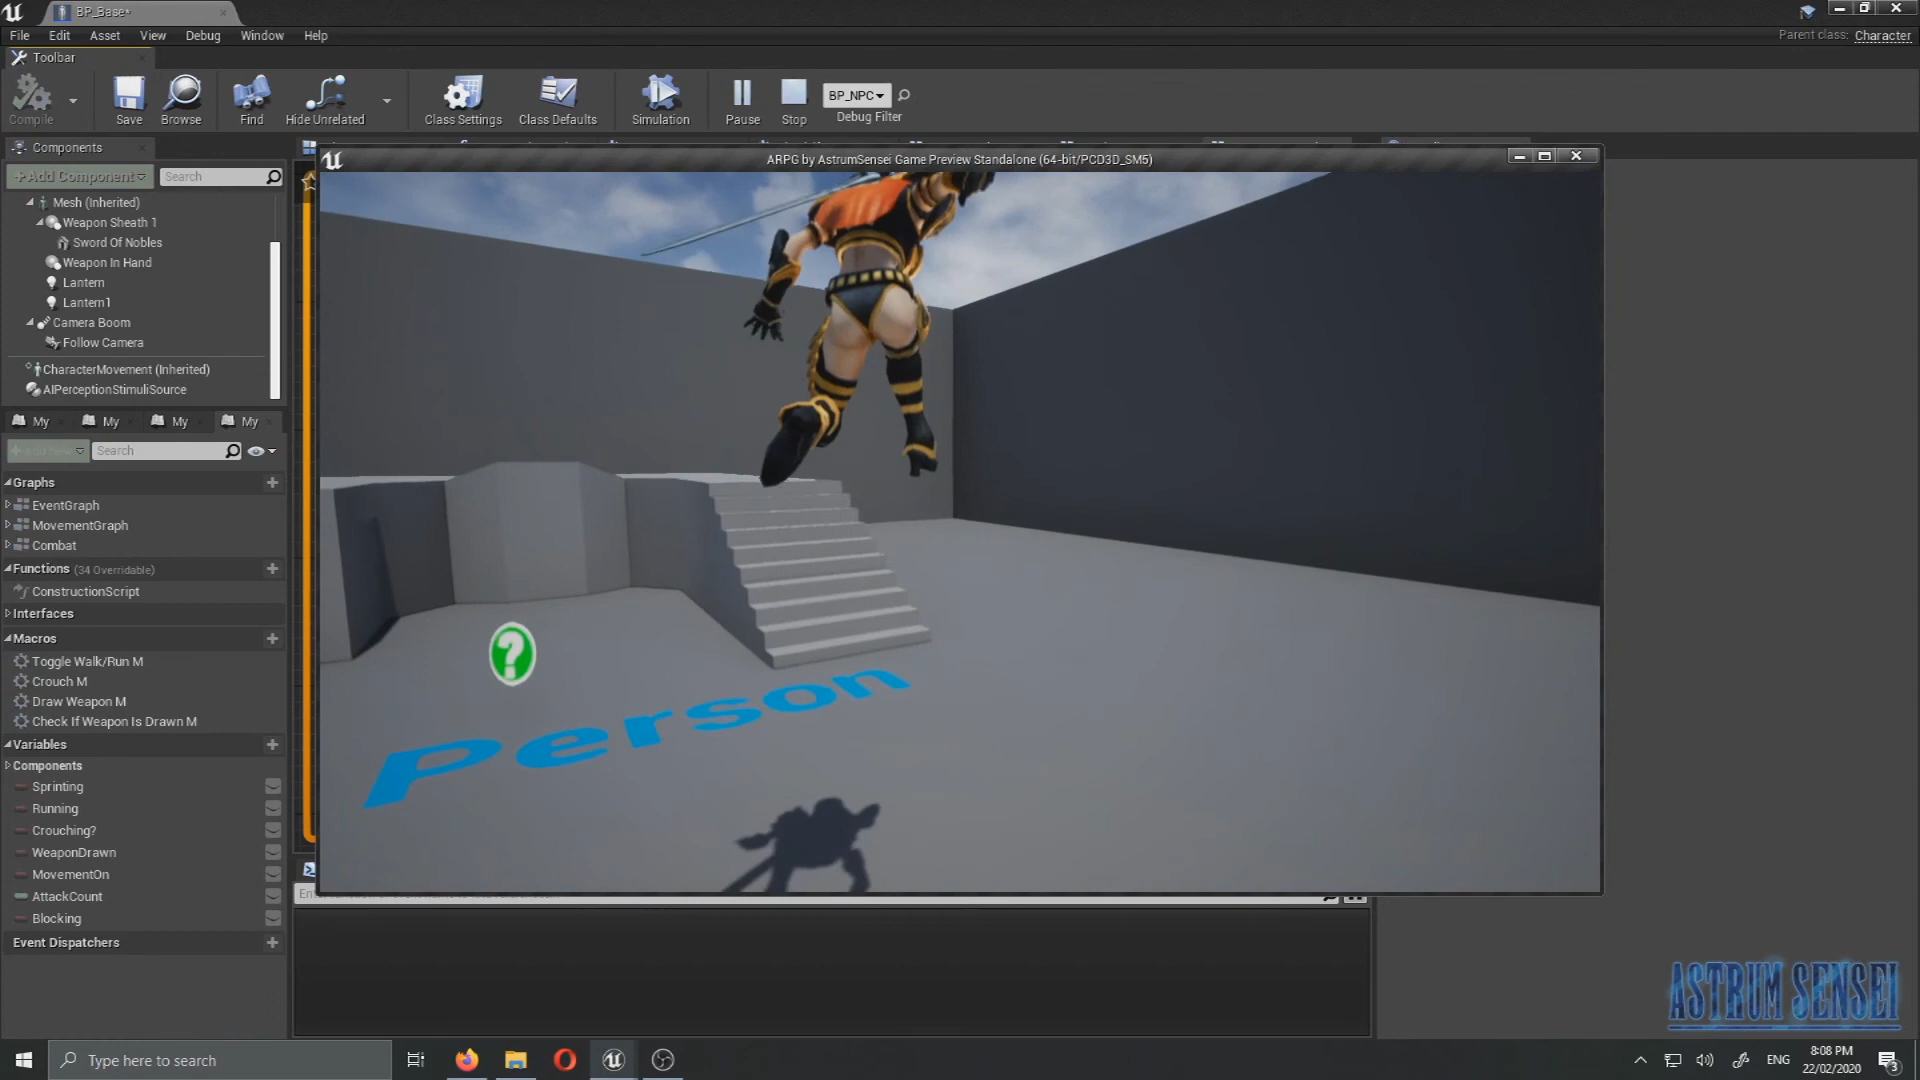 BP_Base*
File Edit Asset View Debug Window Help
Parent class: Character
Toolbar
Compile Save Browse Find Hide Unrelated Class Settings Class Defaults Simulation Pause Stop BP_NPC Debug Filter
Components
+Add Component Search
ARPG by AstrumSensei Game Preview Standalone (64-bit/PCD3D_SM5)
Mesh (Inherited)
Weapon Sheath 1
Sword Of Nobles
Weapon In Hand
Lantern
Lantern1
Camera Boom
Follow Camera
CharacterMovement (Inherited)
AIPerceptionStimuliSource
My My My My
Search
Graphs
EventGraph
MovementGraph
Combat
Functions (34 Overridable)
ConstructionScript
Interfaces
Macros
Toggle Walk/Run M
Crouch M
Draw Weapon M
Check If Weapon Is Drawn M
Variables
Components
Sprinting
Running
Crouching?
WeaponDrawn
MovementOn
AttackCount
Blocking
Event Dispatchers
?
Person
ASTRUM SENSEI
Type here to search
ENG
8:08 PM
22/02/2020
3